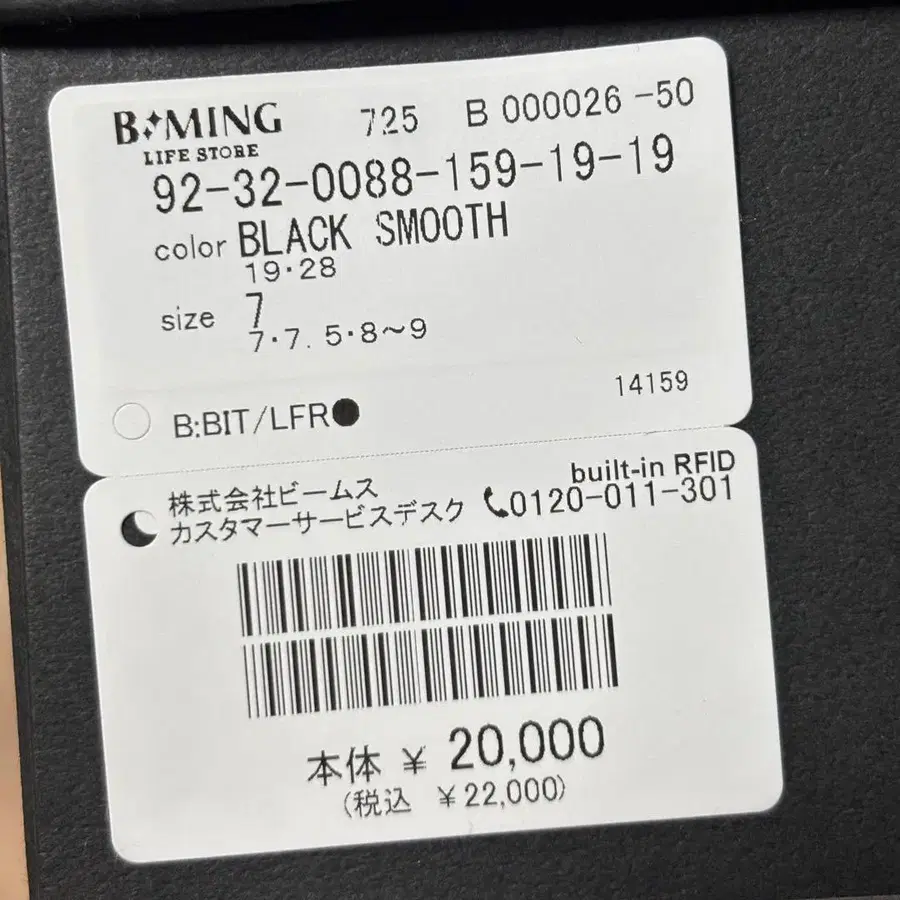 B:MING 725 B 000026 -50
LIFE STORE
92-32-0088-159-19-19
color BLACK SMOOTH
19・28
size 7
7・7. 5・8〜9
14159
B:BIT/LFR●
built-in RFID
株式会社ビームス
カスタマーサービスデスク 0120-011-301
本体 ¥ 20,000
(税込 ¥22,000)